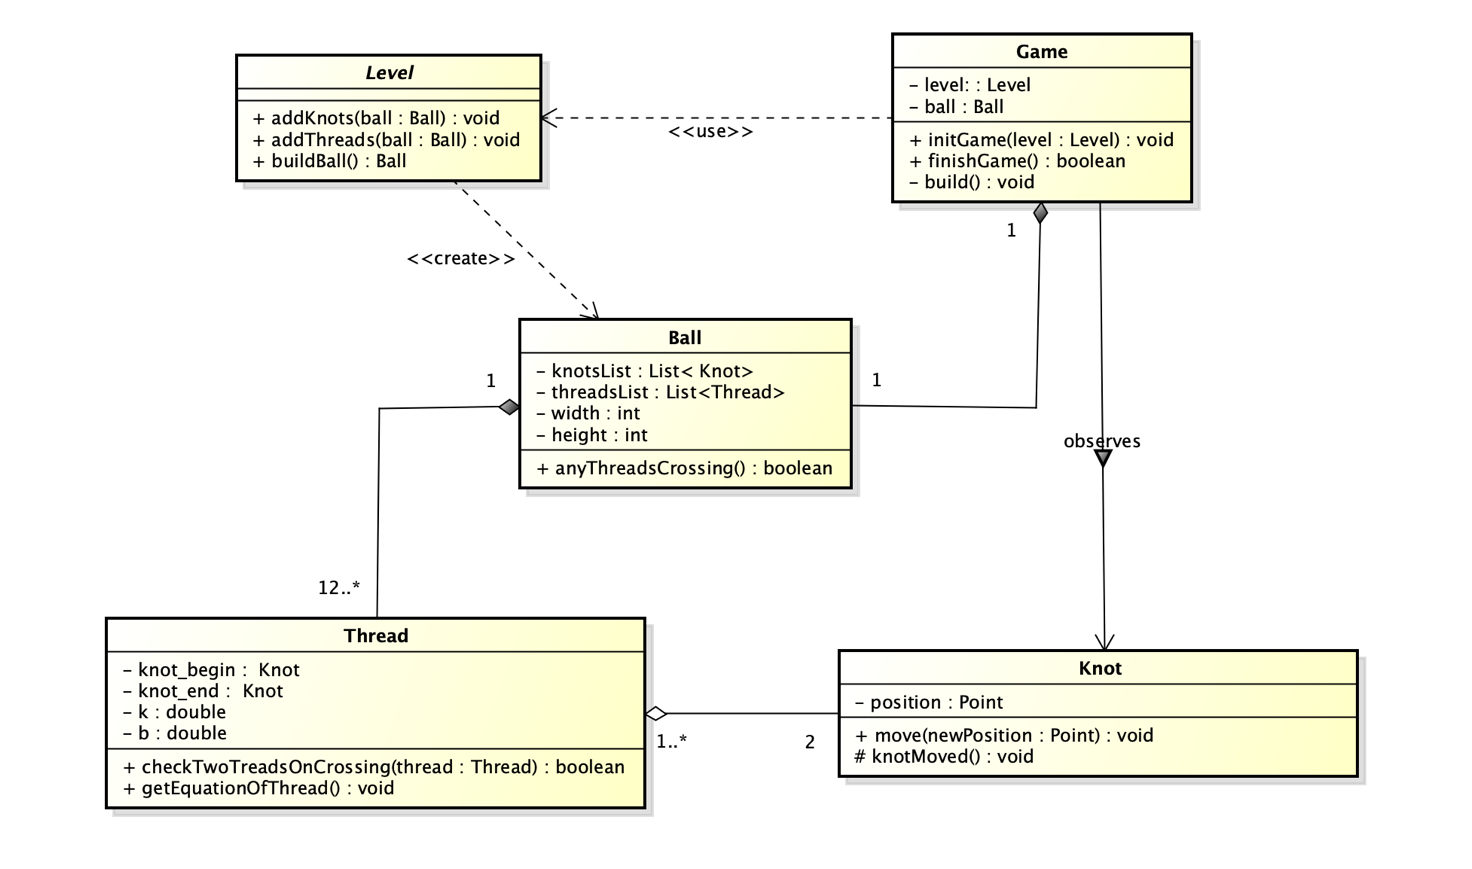 Level
+ addKnots(ball : Ball) : void
+ addThreads(ball : Ball) : void
+ buildBall() : Ball
Game
- level: : Level
- ball : Ball
+ initGame(level : Level) : void
+ finishGame() : boolean
- build() : void
<<use>>
1
<<create>>
Ball
- knotsList : List< Knot>
- threadsList : List<Thread>
- width : int
- height : int
+ anyThreadsCrossing() : boolean
1
1
observes
12..*
Thread
- knot_begin :  Knot
- knot_end :  Knot
- k : double
- b : double
+ checkTwoTreadsOnCrossing(thread : Thread) : boolean
+ getEquationOfThread() : void
1..*
2
Knot
- position : Point
+ move(newPosition : Point) : void
# knotMoved() : void